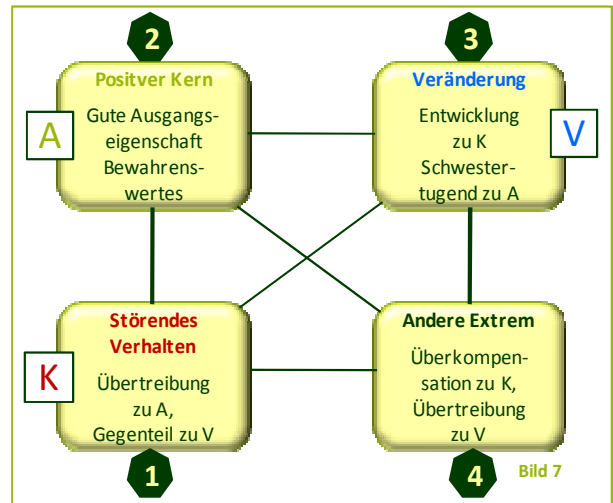 2
Positver Kern
Gute Ausgangs-
eigenschaft
Bewahrens-
wertes
A
3
Veränderung
Entwicklung
zu K
Schwester-
tugend zu A
V
Störendes
Verhalten
Übertreibung
zu A,
Gegenteil zu V
K
1
Andere Extrem
Überkompen-
sation zu K,
Übertreibung
zu V
4
Bild 7